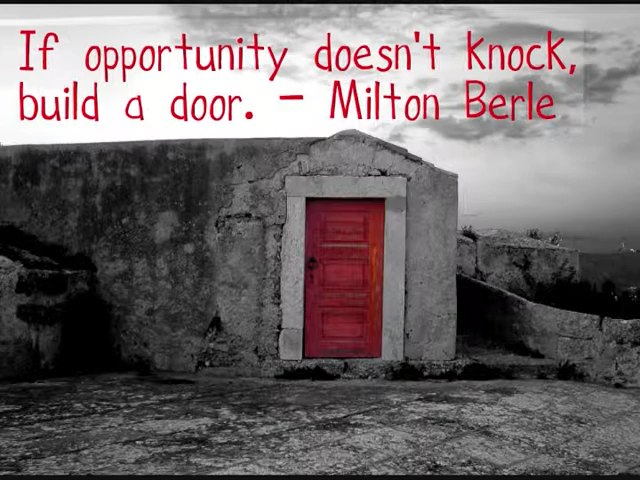 If opportunity doesn't knock,
build a door. - Milton Berle